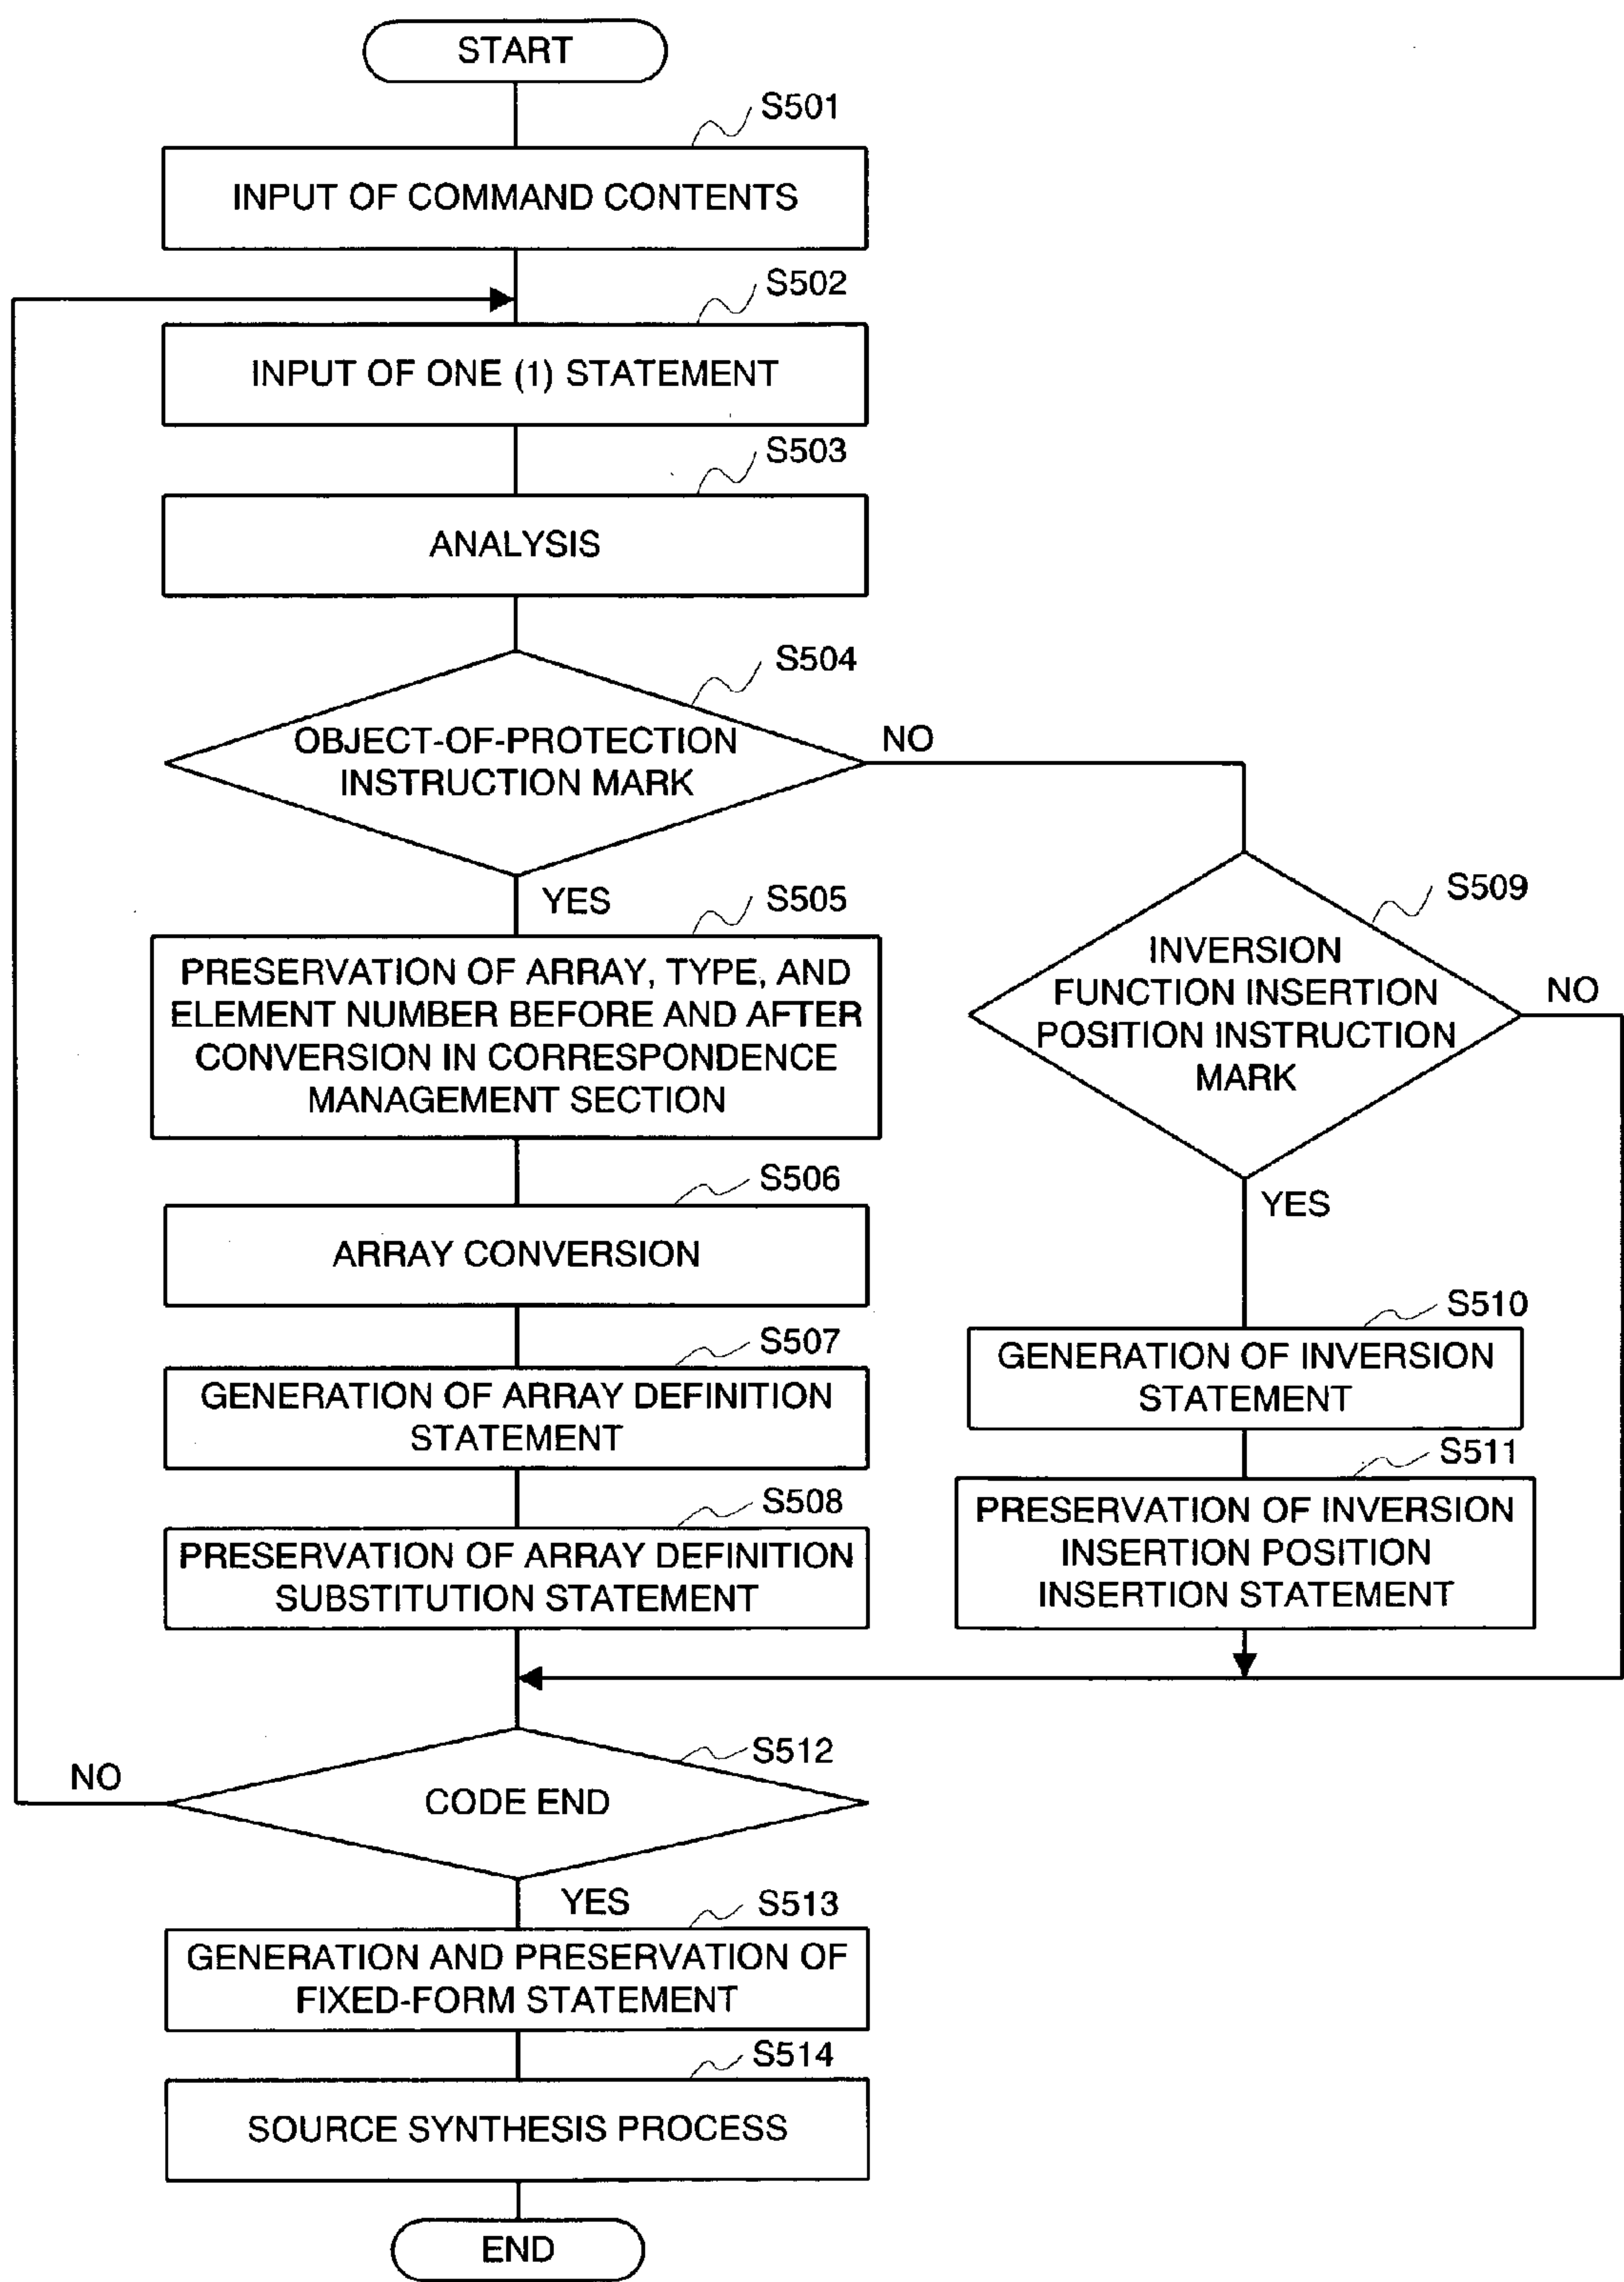 START
S501
INPUT OF COMMAND CONTENTS
S502
INPUT OF ONE (1) STATEMENT
S503
ANALYSIS
S504
OBJECT-OF-PROTECTION
INSTRUCTION MARK
NO
YES
S505
PRESERVATION OF ARRAY, TYPE, AND
ELEMENT NUMBER BEFORE AND AFTER
CONVERSION IN CORRESPONDENCE
MANAGEMENT SECTION
S506
ARRAY CONVERSION
S507
GENERATION OF ARRAY DEFINITION
STATEMENT
S508
PRESERVATION OF ARRAY DEFINITION
SUBSTITUTION STATEMENT
S509
INVERSION
FUNCTION INSERTION
POSITION INSTRUCTION
MARK
NO
YES
S510
GENERATION OF INVERSION
STATEMENT
S511
PRESERVATION OF INVERSION
INSERTION POSITION
INSERTION STATEMENT
S512
NO
CODE END
YES
S513
GENERATION AND PRESERVATION OF
FIXED-FORM STATEMENT
S514
SOURCE SYNTHESIS PROCESS
END